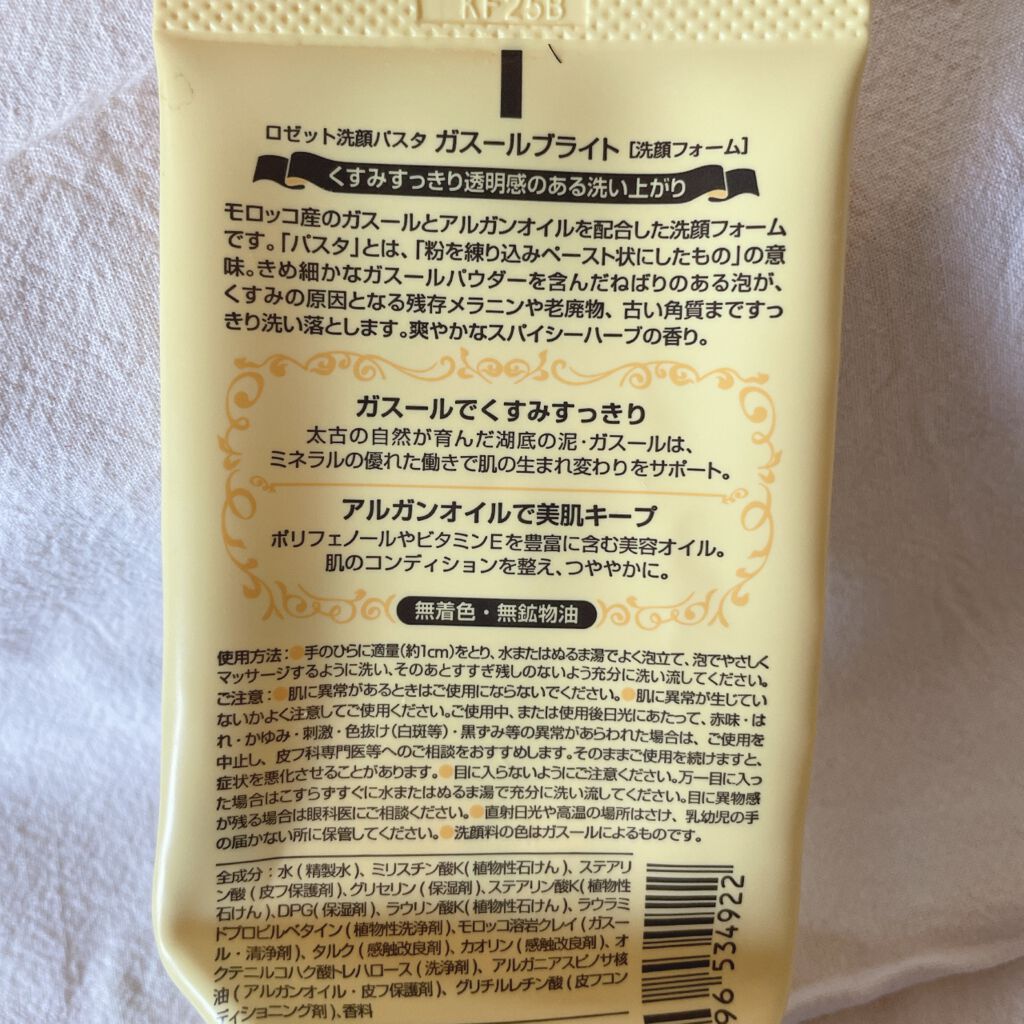 KF25B
ロゼット洗顔パスタ ガスールブライト [洗顔フォーム]
くすみすっきり透明感のある洗い上がり
モロッコ産のガスールとアルガンオイルを配合した洗顔フォーム
です。「パスタ」とは、「粉を練り込みペースト状にしたもの」の意
味。きめ細かなガスールパウダーを含んだねばりのある泡が、
くすみの原因となる残存メラニンや老廃物、古い角質まですっ
きり洗い落とします。爽やかなスパイシーハーブの香り。
ガスールでくすみすっきり
太古の自然が育んだ湖底の泥・ガスールは、
ミネラルの優れた働きで肌の生まれ変わりをサポート。
アルガンオイルで美肌キープ
ポリフェノールやビタミンEを豊富に含む美容オイル。
肌のコンディションを整え、つややかに。
無着色・無鉱物油
使用方法:●手のひらに適量(約1cm)をとり、水またはぬるま湯でよく泡立て、泡でやさしく
マッサージするように洗い、そのあとすすぎ残しのないよう充分に洗い流してください。
ご注意:●肌に異常があるときはご使用にならないでください。●肌に異常が生じてい
ないかよく注意してご使用ください。ご使用中、または使用後日光にあたって、赤味・は
れ・かゆみ・刺激・色抜け(白斑等)・黒ずみ等の異常があらわれた場合は、ご使用を
中止し、皮フ科専門医等へのご相談をおすすめします。そのままご使用を続けますと、
症状を悪化させることがあります。●目に入らないようにご注意ください。万一目に入っ
た場合はこすらずすぐに水またはぬるま湯で充分に洗い流してください。目に異物感
が残る場合は眼科医にご相談ください。●直射日光や高温の場所はさけ、乳幼児の手
の届かない所に保管してください。●洗顔料の色はガスールによるものです。
全成分:水(精製水)、ミリスチン酸K(植物性石けん)、ステアリ
ン酸(皮フ保護剤)、グリセリン(保湿剤)、ステアリン酸K(植物性
石けん)、DPG(保湿剤)、ラウリン酸K(植物性石けん)、ラウラミ
ドプロピルベタイン(植物性洗浄剤)、モロッコ溶岩クレイ(ガスー
ル・清浄剤)、タルク(感触改良剤)、カオリン(感触改良剤)、オ
クテニルコハク酸トレハロース(洗浄剤)、アルガニアスピノサ核
油(アルガンオイル・皮フ保護剤)、グリチルレチン酸(皮フコン
ディショニング剤)、香料
96 534922